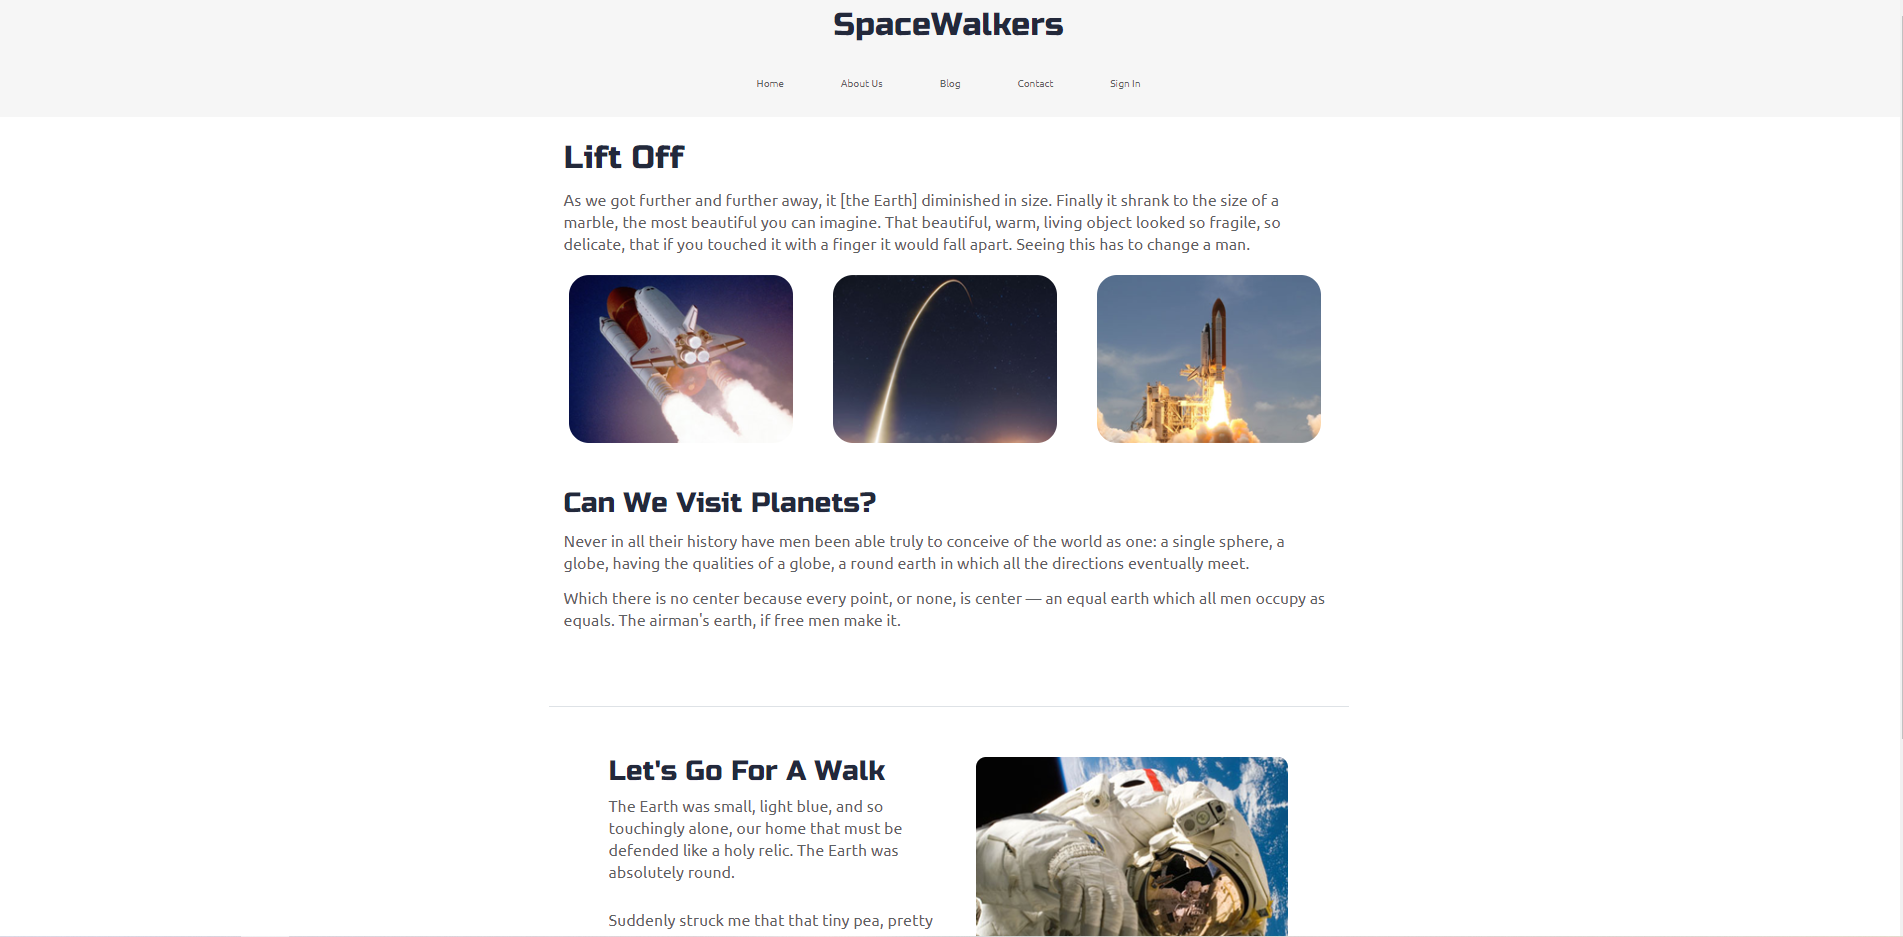 SpaceWalkers
Home About Us Blog Contact Sign In
Lift Off
As we got further and further away, it [the Earth] diminished in size. Finally it shrank to the size of a
marble, the most beautiful you can imagine. That beautiful, warm, living object looked so fragile, so
delicate, that if you touched it with a finger it would fall apart. Seeing this has to change a man.
Can We Visit Planets?
Never in all their history have men been able truly to conceive of the world as one: a single sphere, a
globe, having the qualities of a globe, a round earth in which all the directions eventually meet.
Which there is no center because every point, or none, is center — an equal earth which all men occupy as
equals. The airman's earth, if free men make it.
Let's Go For A Walk
The Earth was small, light blue, and so
touchingly alone, our home that must be
defended like a holy relic. The Earth was
absolutely round.
Suddenly struck me that that tiny pea, pretty